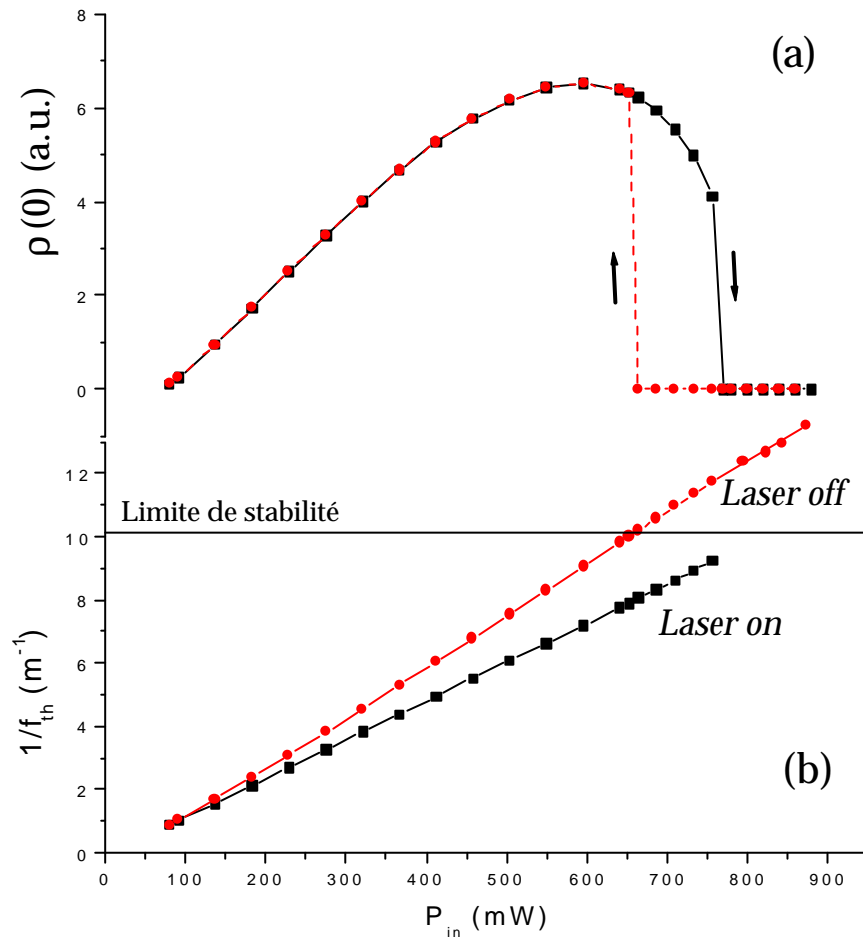 (a)
ρ(0) (a.u.)
8
6
4
2
0
Laser off
Limite de stabilité
Laser on
(b)
1/f_th (m⁻¹)
12
10
8
6
4
2
0
0 100 200 300 400 500 600 700 800 900
P_in (mW)